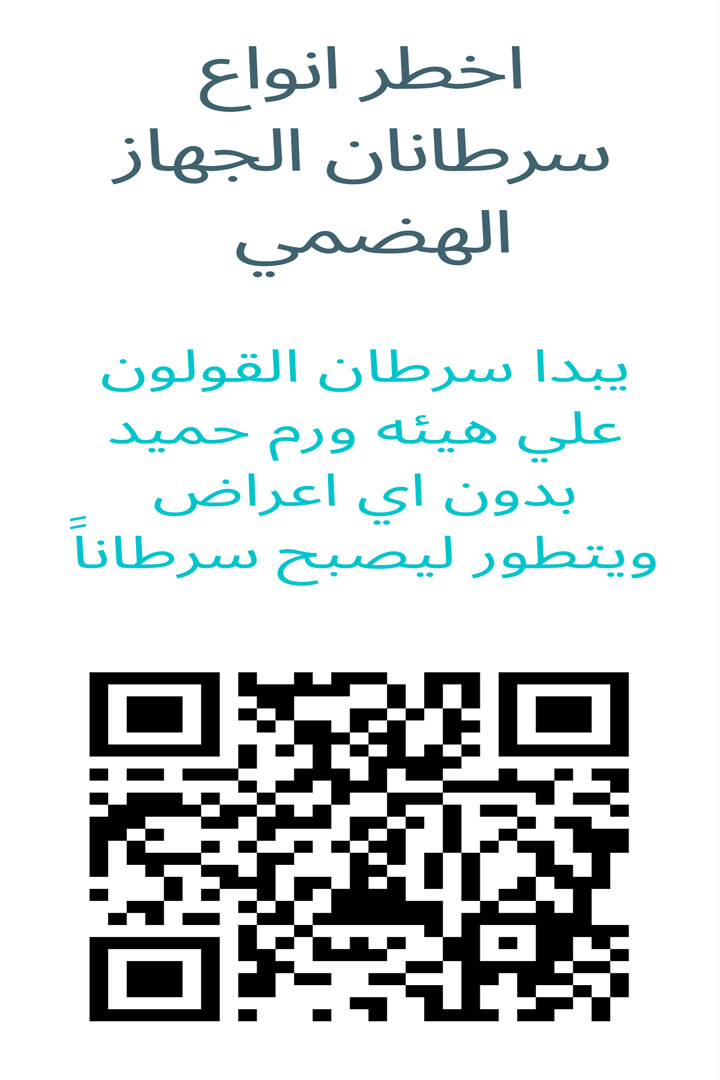 اخطر انواع
سرطانان الجهاز
الهضمي
يبدا سرطان القولون
علي هيئه ورم حميد
بدون اي اعراض
ويتطور ليصبح سرطاناً